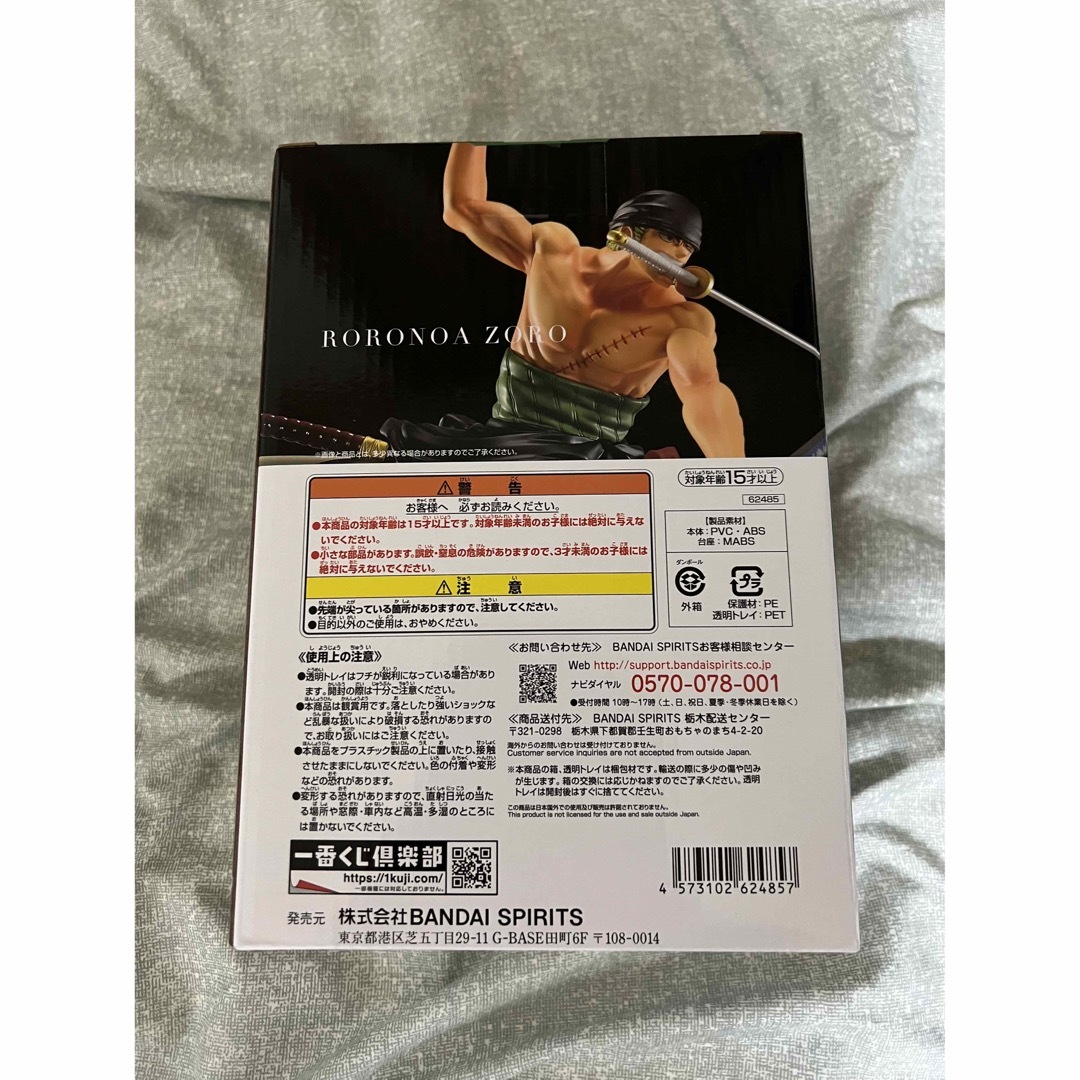 RORONOA ZORO
※画像と商品とは、多少異なる場合がありますのでご了承ください。
対象年齢15才以上
62485
⚠警告
お客様へ 必ずお読みください。
●本商品の対象年齢は15才以上です。対象年齢未満のお子様には絶対に与えないでください。
●小さな部品があります。誤飲・窒息の危険がありますので、3才未満のお子様には
絶対に与えないでください。
⚠注意
●先端が尖っている箇所がありますので、注意してください。
●目的以外のご使用は、おやめください。
【製品素材】
本体:PVC・ABS
台座:MABS
ダンボール
外箱
プラ
保護材:PE
透明トレイ:PET
《使用上の注意》
●透明トレイはフチが鋭利になっている場合があり
ます。開封の際は十分ご注意ください。
●本商品は観賞用です。落としたり強いショックな
ど乱暴な扱いにより破損する恐れがありますの
で、お取り扱いにはご注意ください。
●本商品をプラスチック製品の上に置いたり、接触
させたままにしないでください。色の付着や変形
などの恐れがあります。
●変形する恐れがありますので、直射日光の当た
る場所や窓際・車内など高温・多湿のところに
は置かないでください。
≪お問い合わせ先≫ BANDAI SPIRITSお客様相談センター
Web http://support.bandaispirits.co.jp
ナビダイヤル 0570-078-001
●受付時間 10時～17時(土、日、祝日、夏季・冬季休業日を除く)
≪商品送付先≫ BANDAI SPIRITS 栃木配送センター
〒321-0298 栃木県下都賀郡壬生町おもちゃのまち4-2-20
海外からのお問い合わせは受け付けておりません。
Customer service inquiries are not accepted from outside Japan.
※本商品の箱、透明トレイは梱包材です。輸送の際に多少の傷や凹み
が生じます。箱の交換には応じかねますのでご了承ください。透明
トレイは開封後はすぐに捨ててください。
この商品は日本国外での使用及び販売は許諾されておりません。
This product is not licensed for the use and sale outside Japan.
一番くじ倶楽部
https://1kuji.com/
一部機種には対応しておりません。
4 573102 624857
発売元 株式会社BANDAI SPIRITS
東京都港区芝五丁目29-11 G-BASE田町6F 〒108-0014